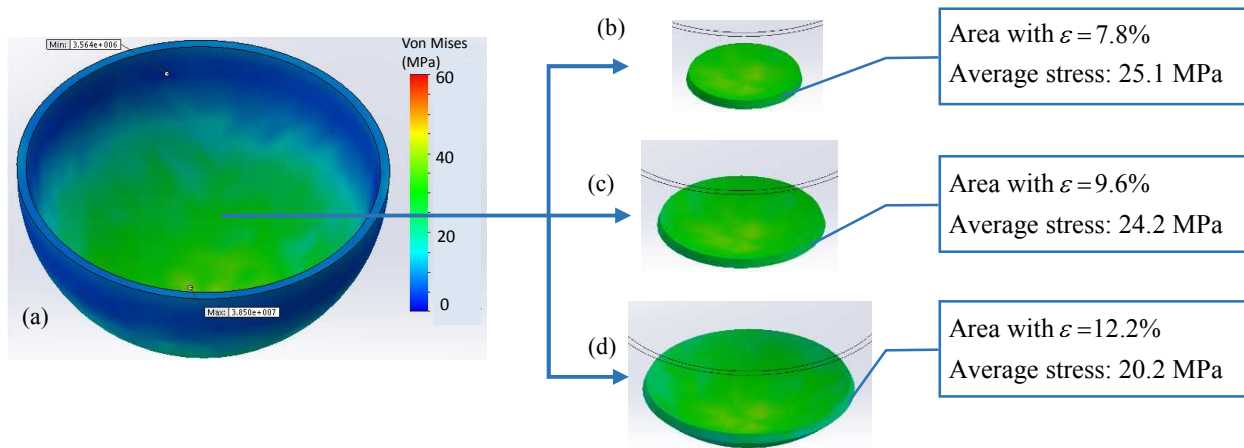 Min: 3.564e+006
Von Mises
(MPa)
60
40
20
0
Max: 3.850e+007
(a)
(b)
Area with ε = 7.8%
Average stress: 25.1 MPa
(c)
Area with ε = 9.6%
Average stress: 24.2 MPa
(d)
Area with ε = 12.2%
Average stress: 20.2 MPa